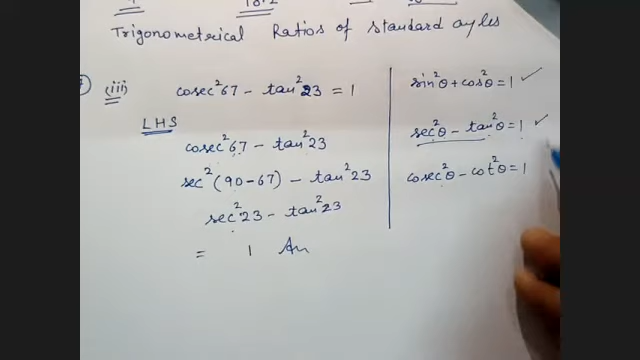 Trigonometrical Ratios of standard ayles
(iii) cosec²67 - tan²23 = 1
LHS
cosec²67 - tan²23
sec²(90-67) - tan²23
sec²23 - tan²23
= 1 An
sin²θ + cos²θ = 1 ✓
sec²θ - tan²θ = 1 ✓
cosec²θ - cot²θ = 1